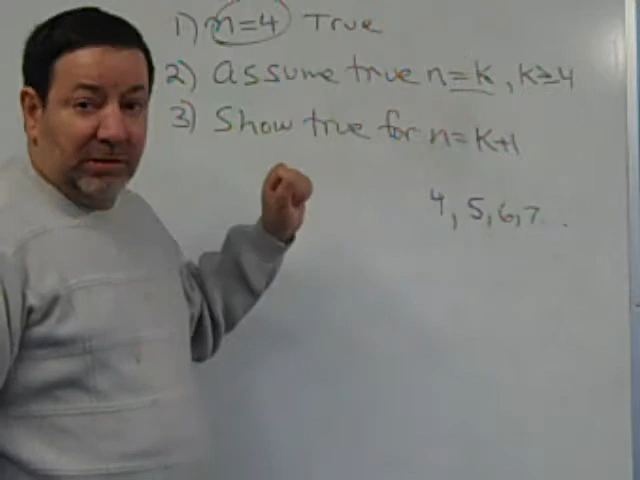 1) n=4 True
2) Assume true n=k, k≥4
3) Show true for n=k+1
4, 5, 6, 7 ..